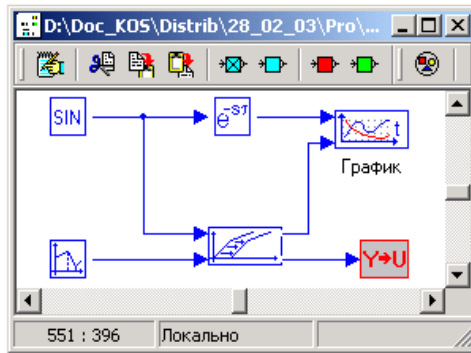 D:\Doc_KOS\Distrib\28_02_03\Pro\...
SIN
e^-sτ
t
График
Y→U
551 : 396
Локально